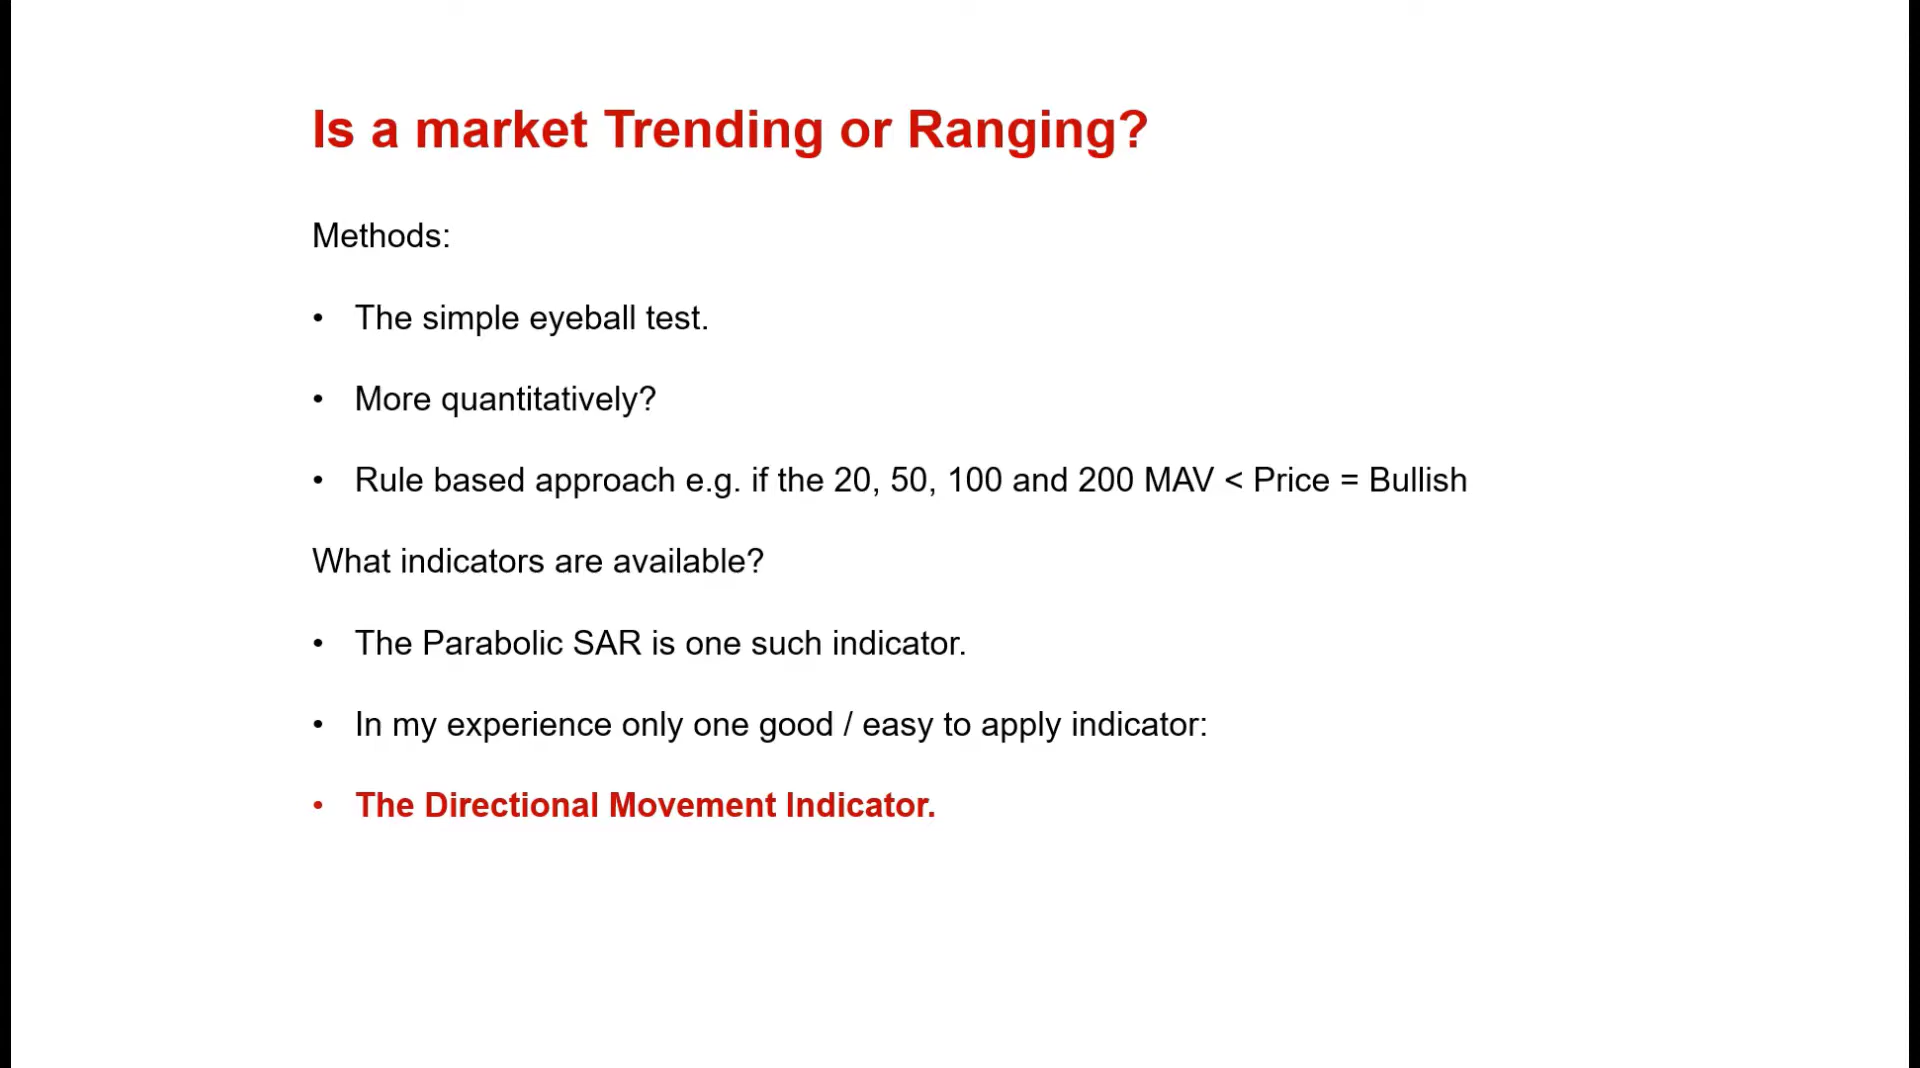 Is a market Trending or Ranging?
Methods:
• The simple eyeball test.
• More quantitatively?
• Rule based approach e.g. if the 20, 50, 100 and 200 MAV < Price = Bullish
What indicators are available?
• The Parabolic SAR is one such indicator.
• In my experience only one good / easy to apply indicator:
• The Directional Movement Indicator.